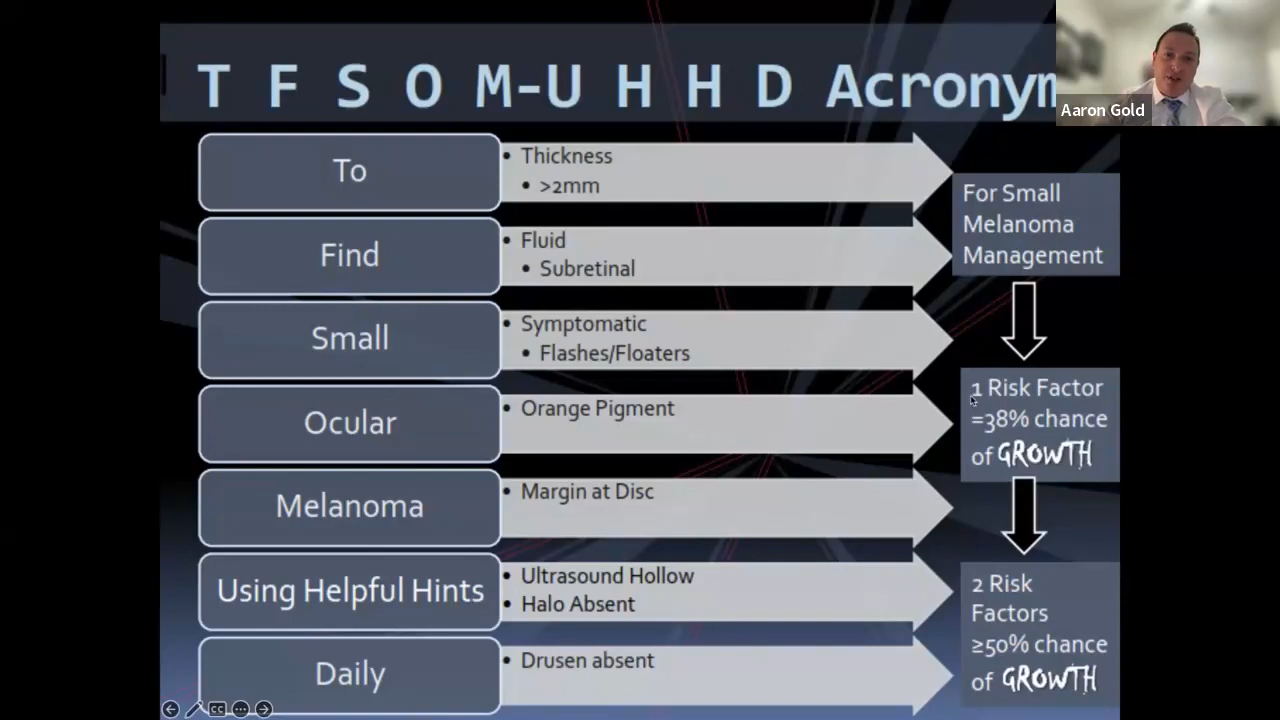 T F S O M-U H H D Acronym
Aaron Gold
To
• Thickness
• >2mm
Find
• Fluid
• Subretinal
Small
• Symptomatic
• Flashes/Floaters
Ocular
• Orange Pigment
Melanoma
• Margin at Disc
Using Helpful Hints
• Ultrasound Hollow
• Halo Absent
Daily
• Drusen absent
For Small
Melanoma
Management
1 Risk Factor
=38% chance
of GROWTH
2 Risk
Factors
≥50% chance
of GROWTH
CC